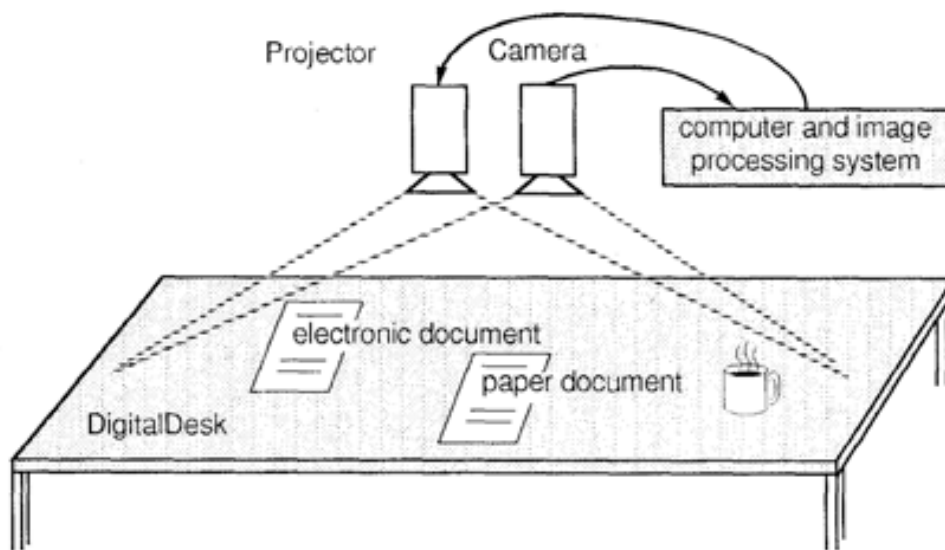 Projector
Camera
computer and image
processing system
electronic document
paper document
DigitalDesk